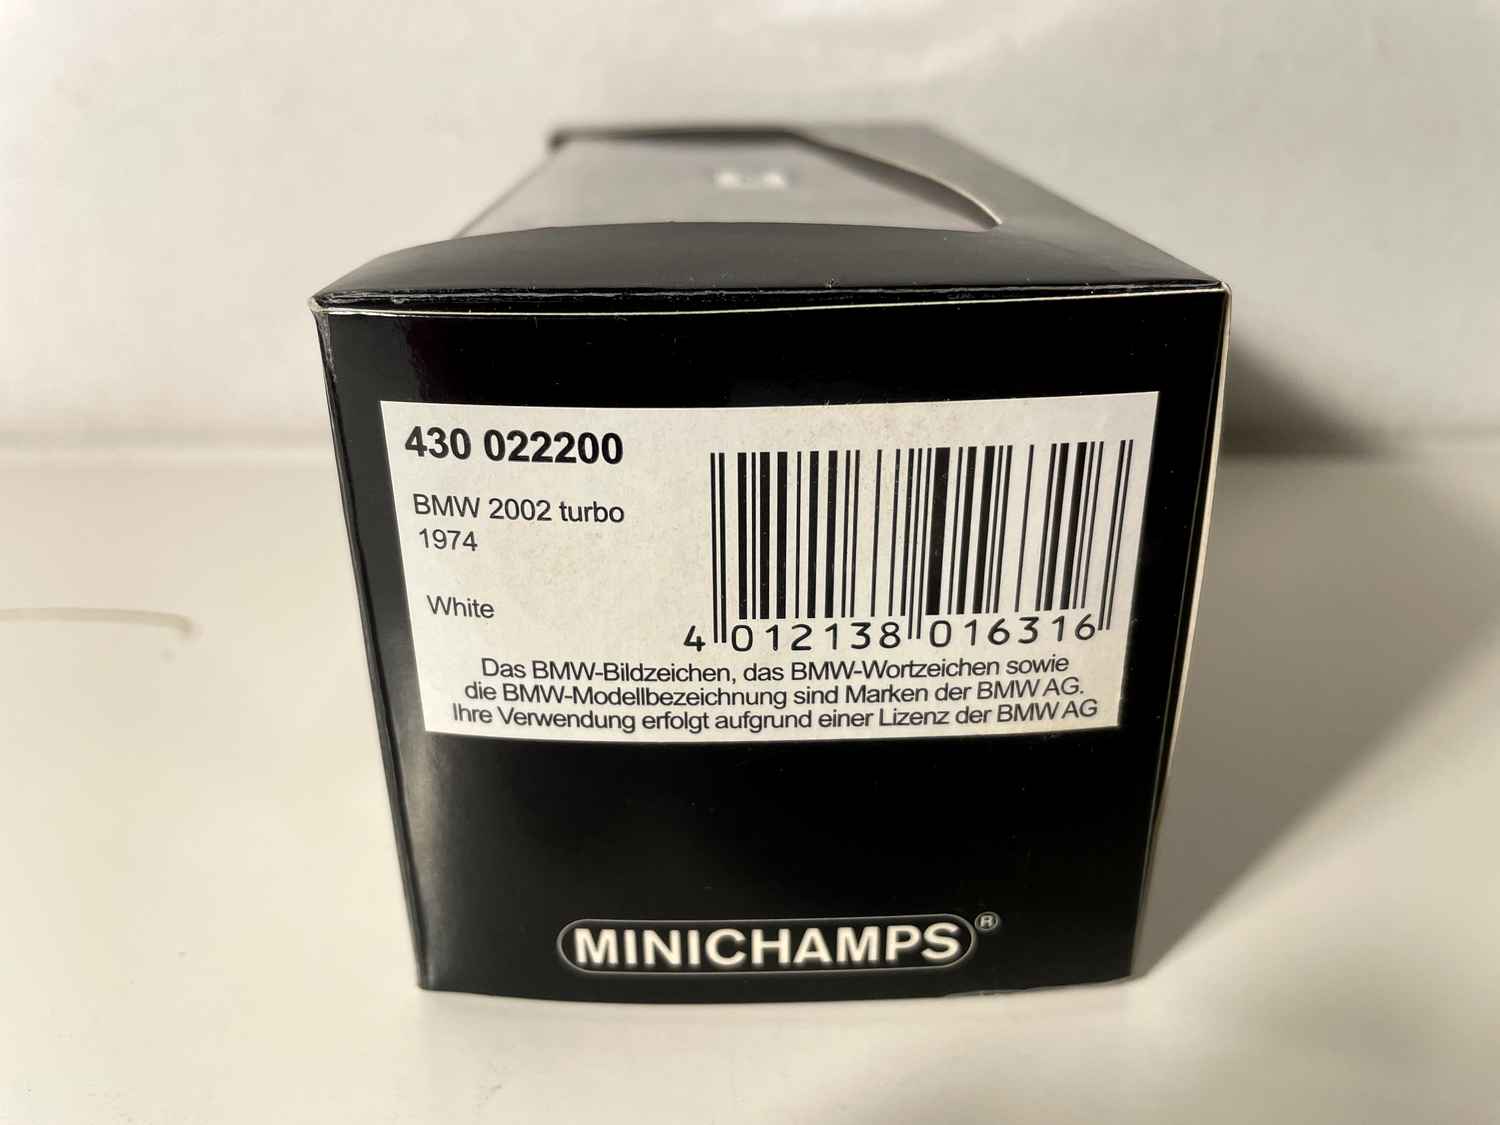 430 022200
BMW 2002 turbo
1974
White
4 012138 016316
Das BMW-Bildzeichen, das BMW-Wortzeichen sowie
die BMW-Modellbezeichnung sind Marken der BMW AG.
Ihre Verwendung erfolgt aufgrund einer Lizenz der BMW AG
MINICHAMPS®